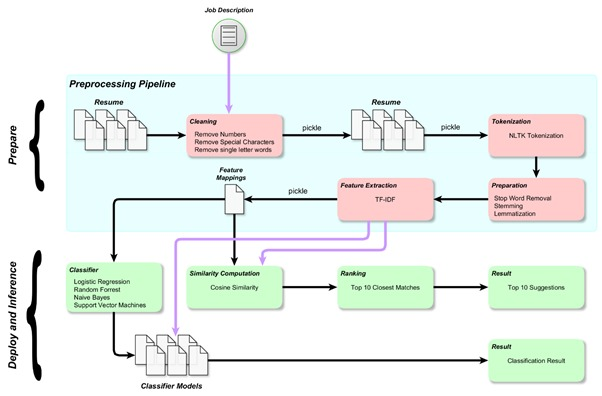 Job Description
Preprocessing Pipeline
Prepare
Resume
Cleaning
Remove Numbers
Remove Special Characters
Remove single letter words
pickle
Resume
pickle
Tokenization
NLTK Tokenization
Feature
Mappings
pickle
Feature Extraction
TF-IDF
Preparation
Stop Word Removal
Stemming
Lemmatization
Deploy and Inference
Classifier
Logistic Regression
Random Forrest
Naive Bayes
Support Vector Machines
Similarity Computation
Cosine Similarity
Ranking
Top 10 Closest Matches
Result
Top 10 Suggestions
Classifier Models
Result
Classification Result